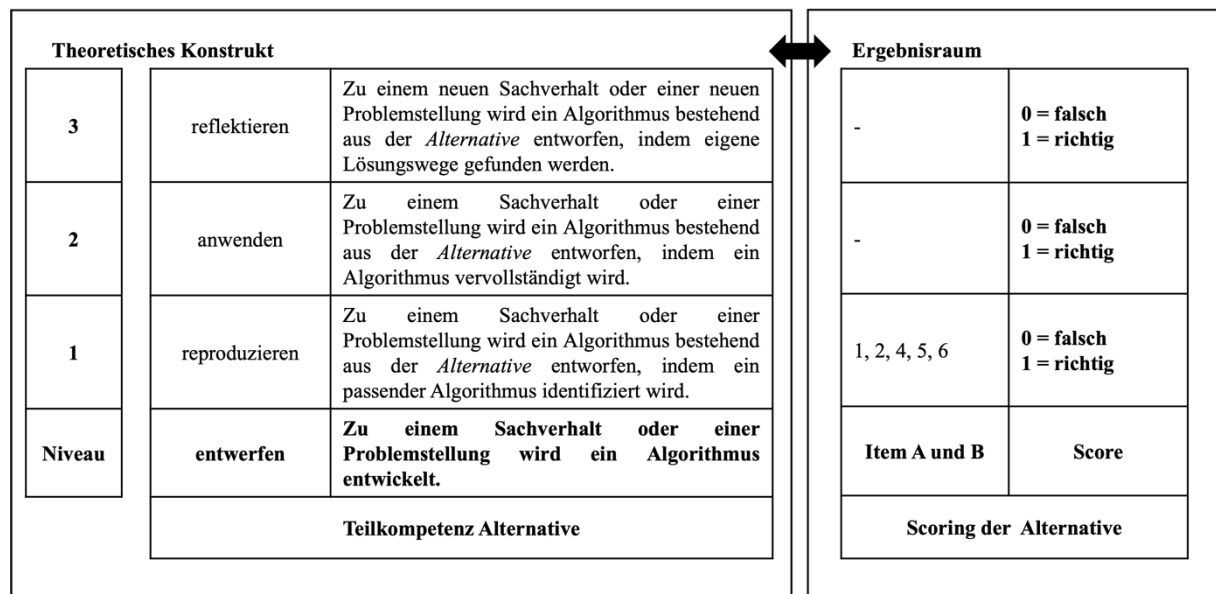 Theoretisches Konstrukt
Ergebnisraum
3
reflektieren
Zu einem neuen Sachverhalt oder einer neuen
Problemstellung wird ein Algorithmus bestehend
aus der Alternative entworfen, indem eigene
Lösungswege gefunden werden.
-
0 = falsch
1 = richtig
2
anwenden
Zu einem Sachverhalt oder einer
Problemstellung wird ein Algorithmus bestehend
aus der Alternative entworfen, indem ein
Algorithmus vervollständigt wird.
-
0 = falsch
1 = richtig
1
reproduzieren
Zu einem Sachverhalt oder einer
Problemstellung wird ein Algorithmus bestehend
aus der Alternative entworfen, indem ein
passender Algorithmus identifiziert wird.
1, 2, 4, 5, 6
0 = falsch
1 = richtig
Niveau
entwerfen
Zu einem Sachverhalt oder einer
Problemstellung wird ein Algorithmus
entwickelt.
Item A und B
Score
Teilkompetenz Alternative
Scoring der Alternative